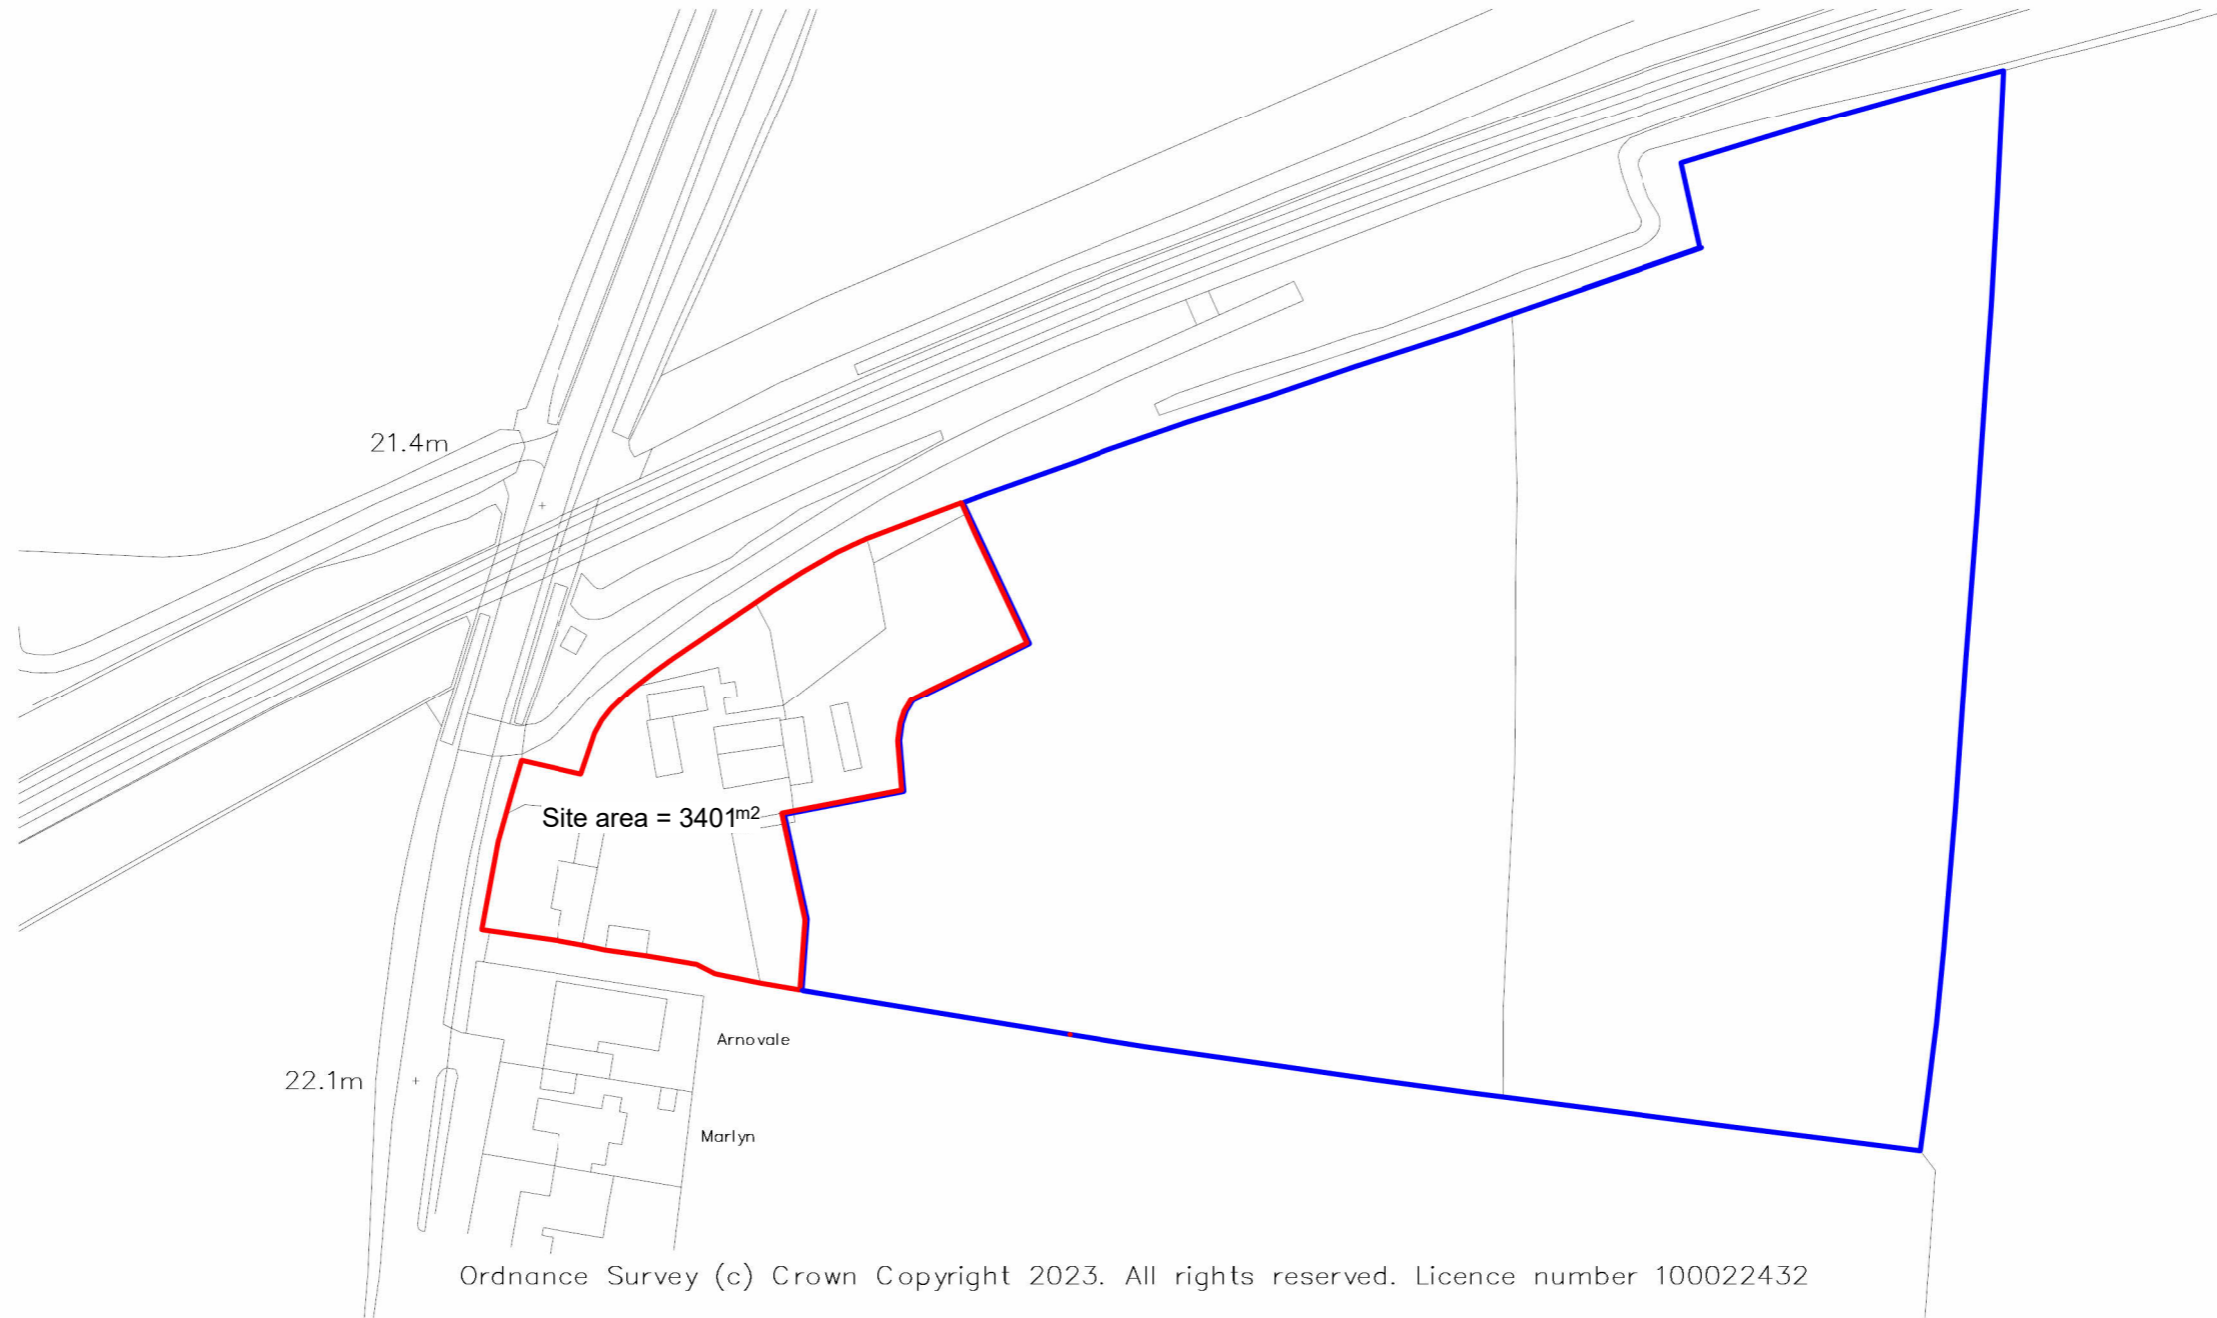 21.4m
Site area = 3401m2
Arnovale
22.1m
Marlyn
Ordnance Survey (c) Crown Copyright 2023. All rights reserved. Licence number 100022432